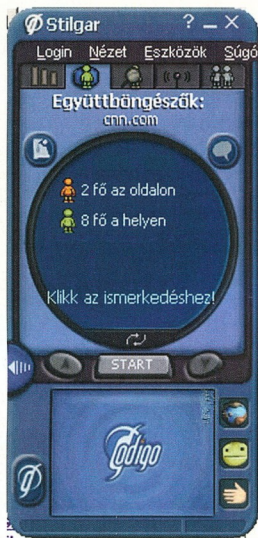 Stilgar
Login Nézet Eszközök Súgó
Együttböngészők:
cnn.com
2 fő az oldalon
8 fő a helyen
Klikk az ismerkedéshez!
START
Odigo